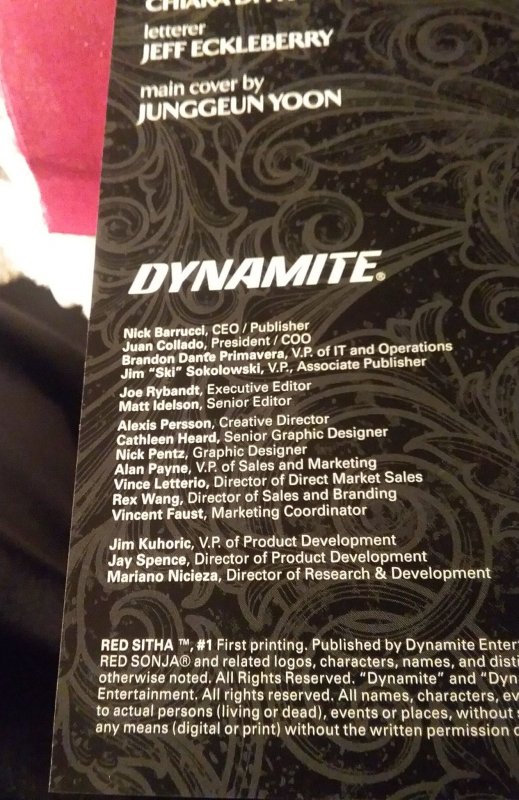 CHIARA
letterer
JEFF ECKLEBERRY
main cover by
JUNGGEUN YOON
DYNAMITE®
Nick Barrucci, CEO / Publisher
Juan Collado, President / COO
Brandon Dante Primavera, V.P. of IT and Operations
Jim "Ski" Sokolowski, V.P., Associate Publisher
Joe Rybandt, Executive Editor
Matt Idelson, Senior Editor
Alexis Persson, Creative Director
Cathleen Heard, Senior Graphic Designer
Nick Pentz, Graphic Designer
Alan Payne, V.P. of Sales and Marketing
Vince Letterio, Director of Direct Market Sales
Rex Wang, Director of Sales and Branding
Vincent Faust, Marketing Coordinator
Jim Kuhoric, V.P. of Product Development
Jay Spence, Director of Product Development
Mariano Nicieza, Director of Research & Development
RED SITHA ™, #1 First printing. Published by Dynamite Enter
RED SONJA® and related logos, characters, names, and disti
otherwise noted. All Rights Reserved. "Dynamite" and "Dyn
Entertainment. All rights reserved. All names, characters, ev
to actual persons (living or dead), events or places, without
any means (digital or print) without the written permission